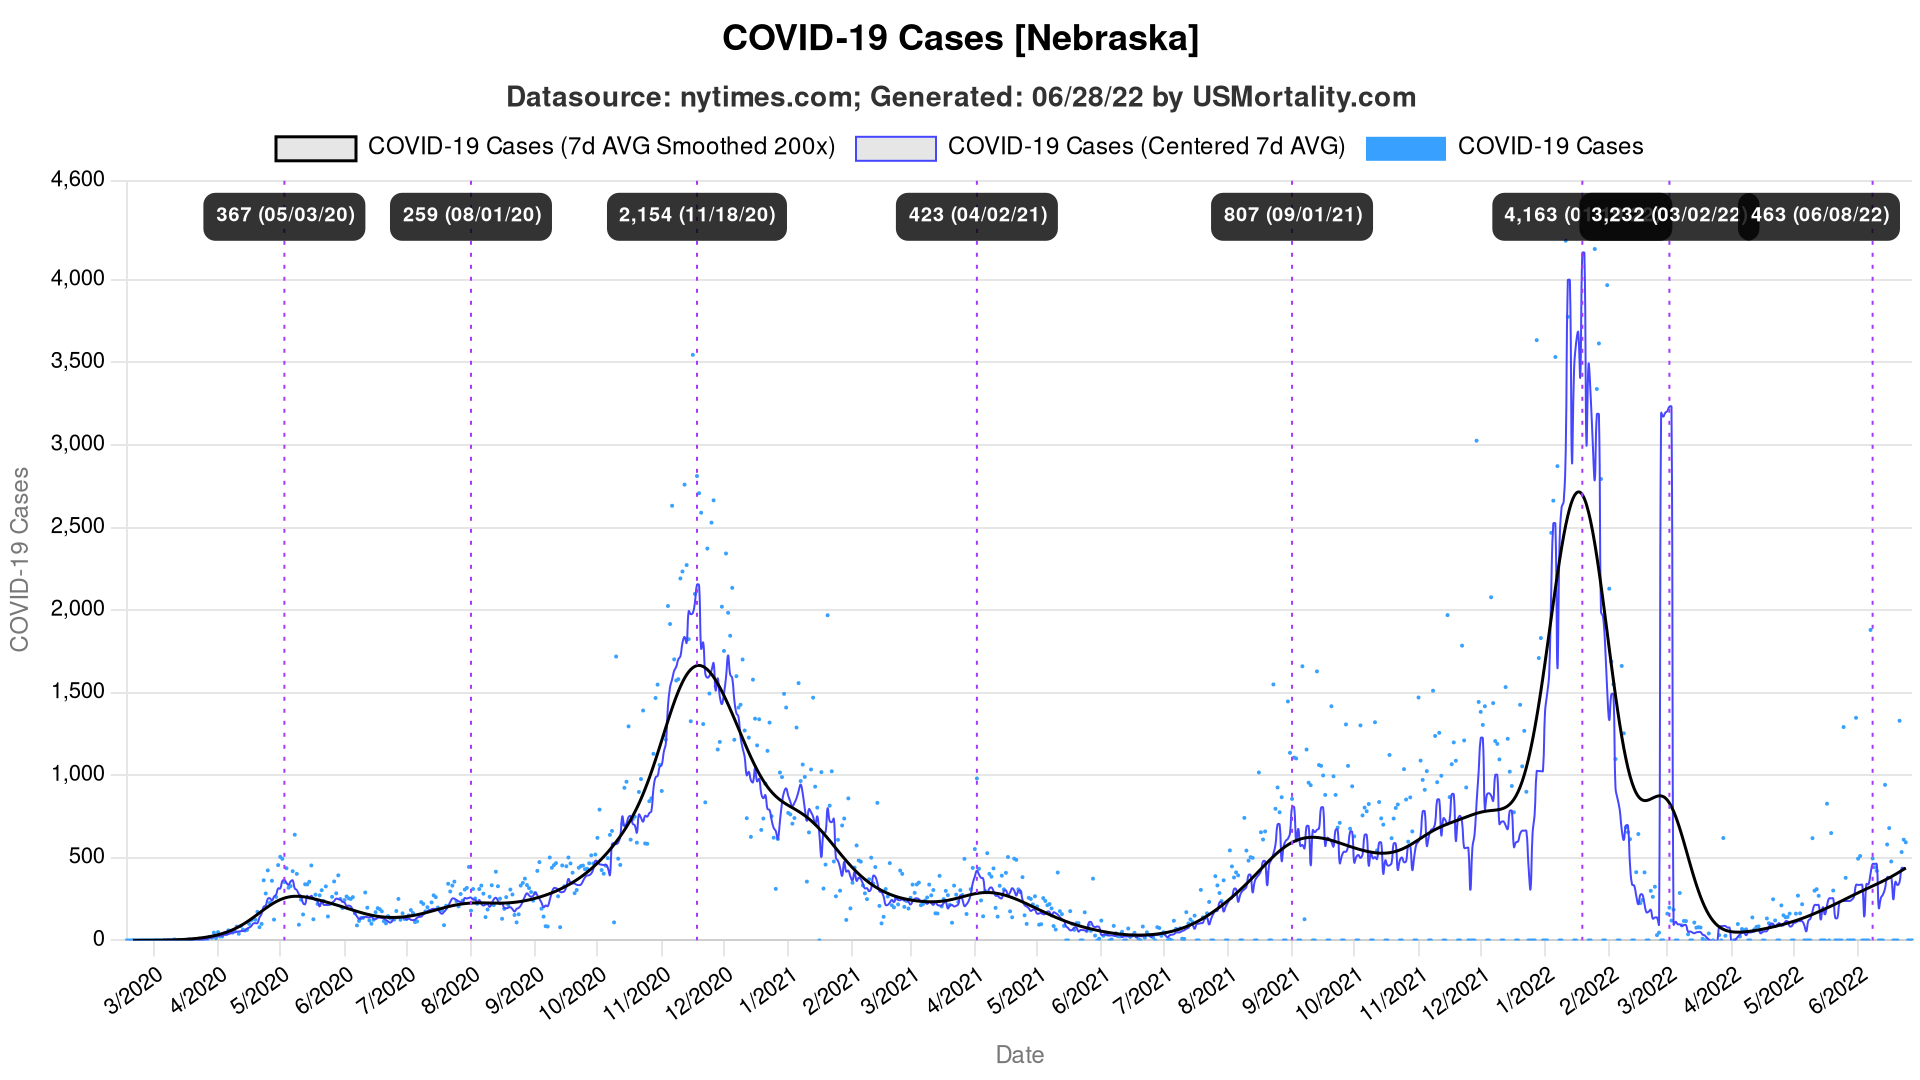 COVID-19 Cases [Nebraska]
Datasource: nytimes.com; Generated: 06/28/22 by USMortality.com
COVID-19 Cases (7d AVG Smoothed 200x) COVID-19 Cases (Centered 7d AVG) COVID-19 Cases
367 (05/03/20) 259 (08/01/20) 2,154 (11/18/20) 423 (04/02/21) 807 (09/01/21) 4,163 3,232 (03/02/22) 463 (06/08/22)
COVID-19 Cases
4,600
4,000
3,500
3,000
2,500
2,000
1,500
1,000
500
0
3/2020 4/2020 5/2020 6/2020 7/2020 8/2020 9/2020 10/2020 11/2020 12/2020 1/2021 2/2021 3/2021 4/2021 5/2021 6/2021 7/2021 8/2021 9/2021 10/2021 11/2021 12/2021 1/2022 2/2022 3/2022 4/2022 5/2022 6/2022
Date